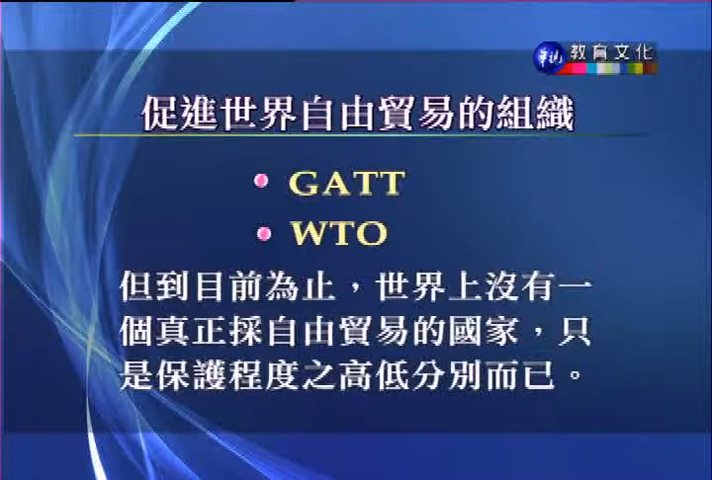 華視 教育文化
促進世界自由貿易的組織
• GATT
• WTO
但到目前為止，世界上沒有一
個真正採自由貿易的國家，只
是保護程度之高低分別而已。